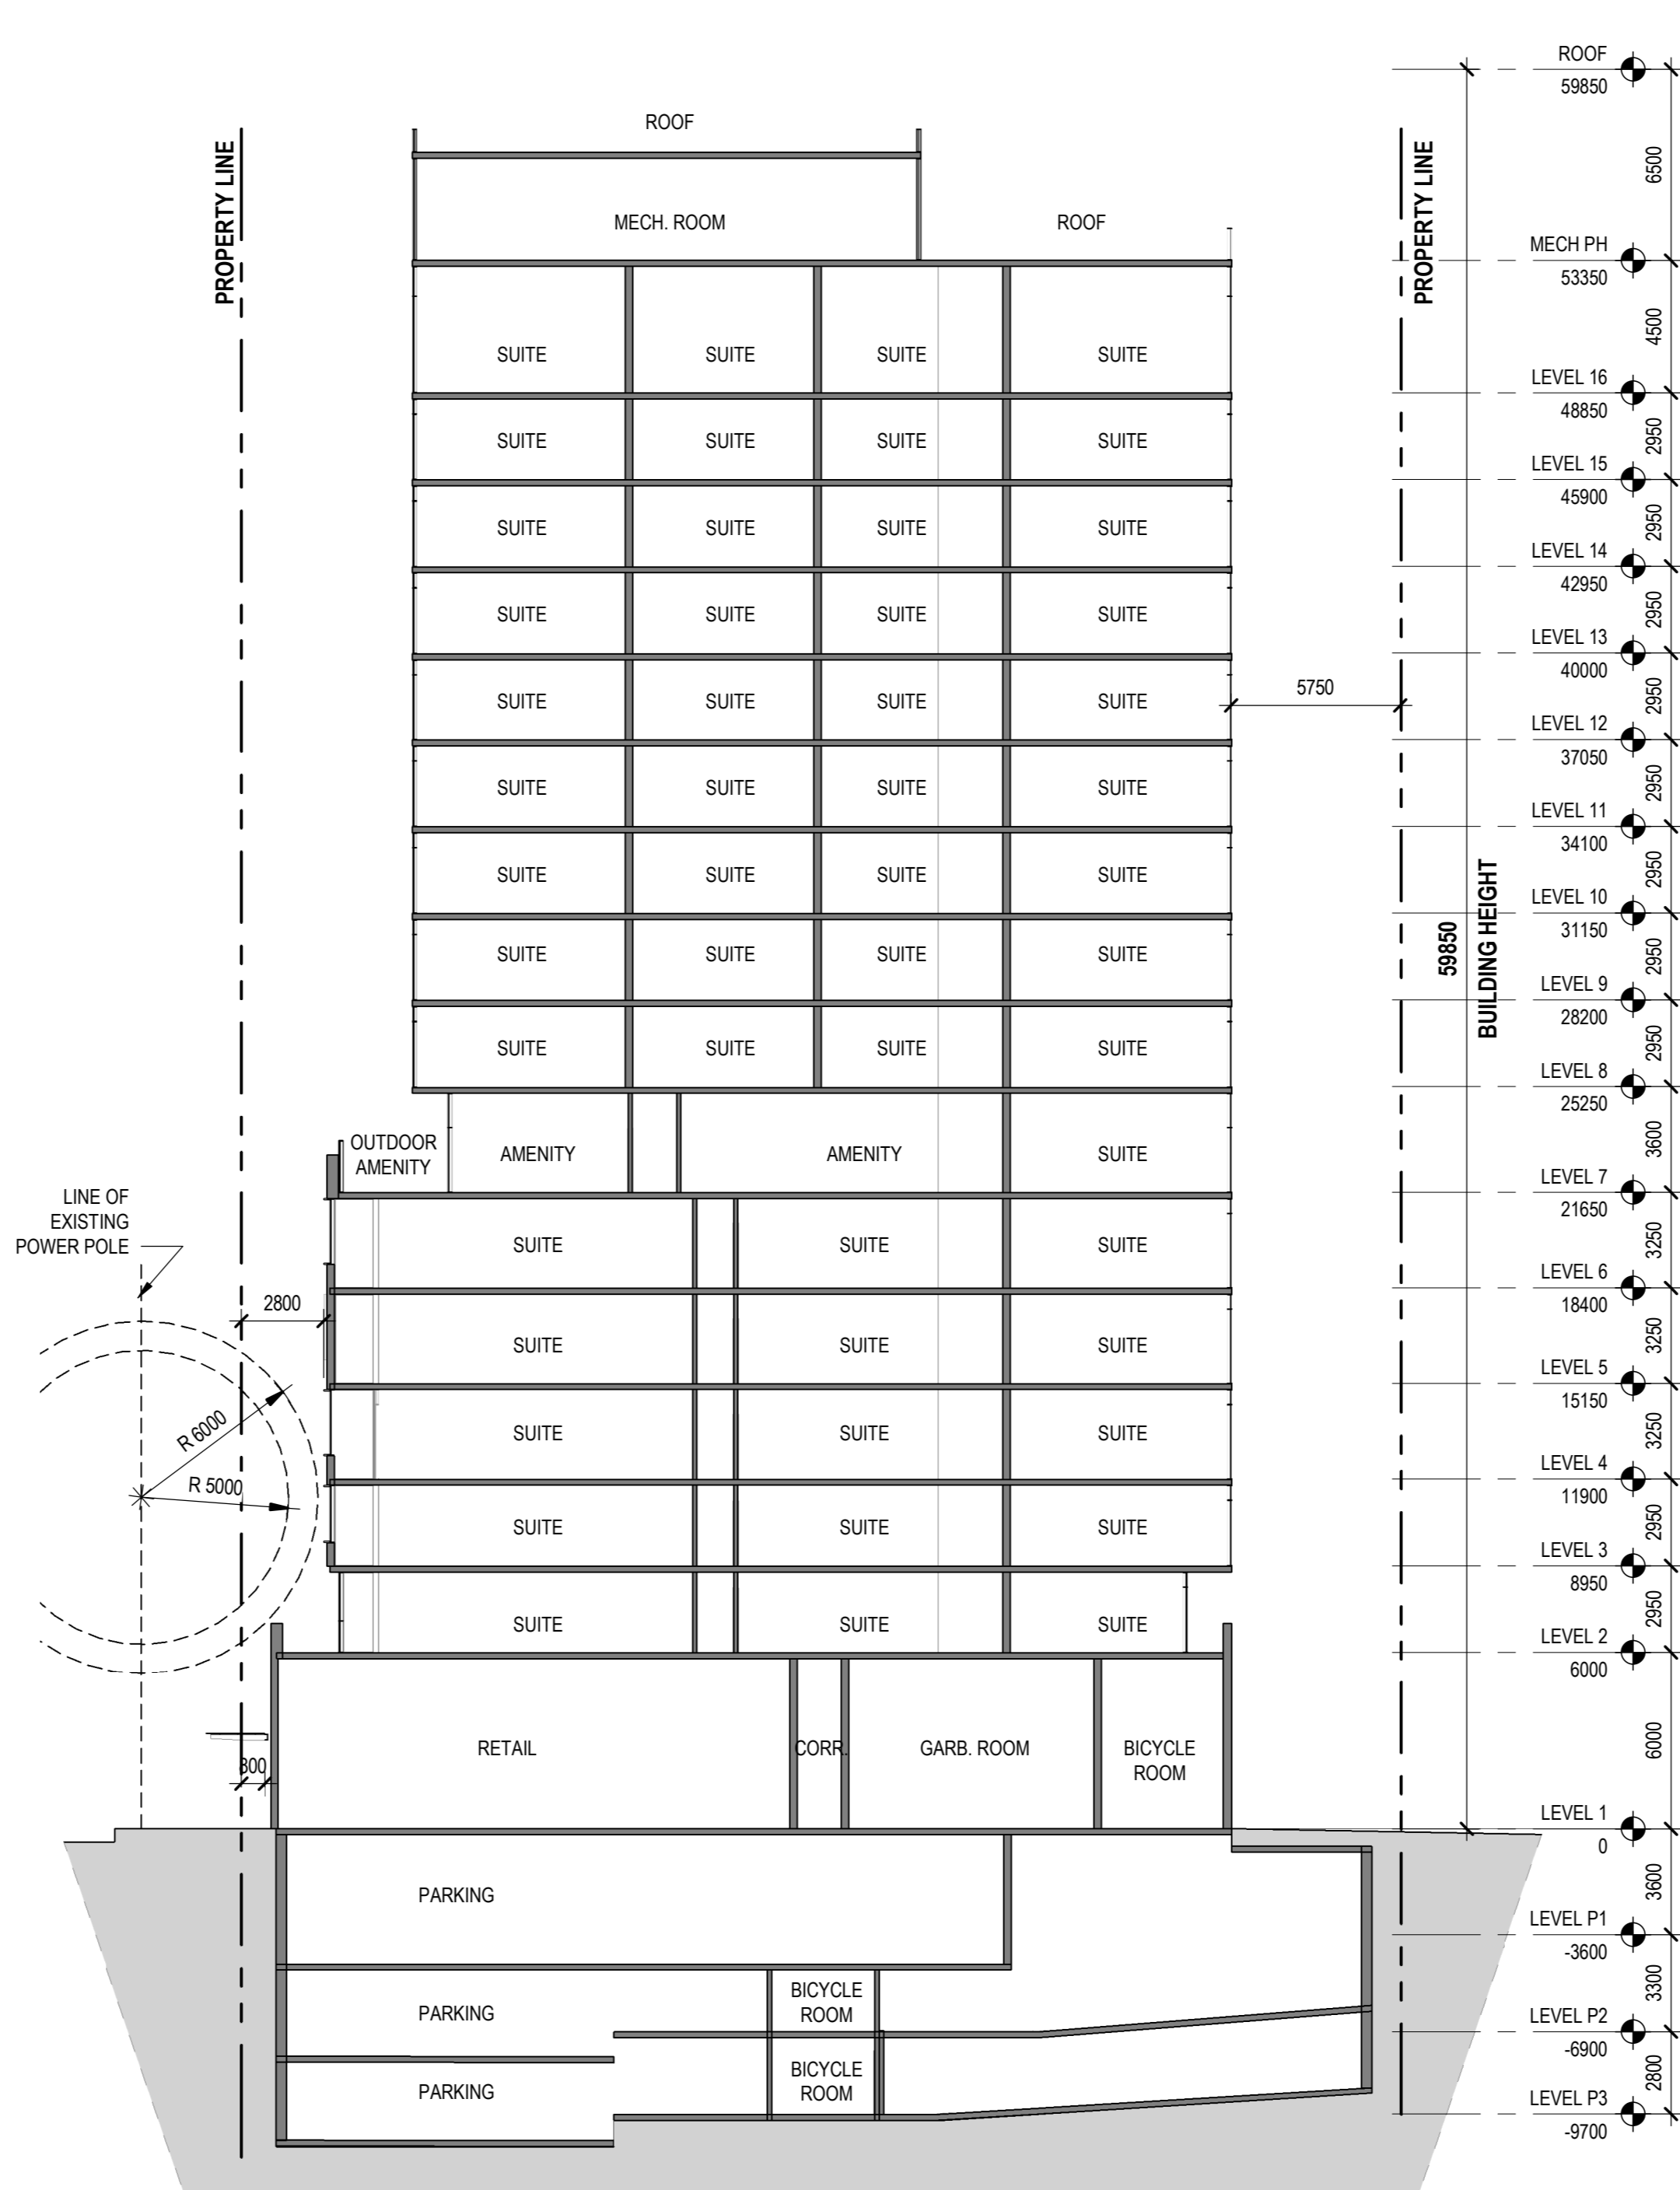 ROOF
59850
ROOF
PROPERTY LINE
PROPERTY LINE
6500
MECH. ROOM
ROOF
MECH PH
53350
4500
SUITE SUITE SUITE SUITE
LEVEL 16
48850
2950
SUITE SUITE SUITE SUITE
LEVEL 15
45900
2950
SUITE SUITE SUITE SUITE
LEVEL 14
42950
2950
SUITE SUITE SUITE SUITE
LEVEL 13
40000
2950
5750
SUITE SUITE SUITE SUITE
LEVEL 12
37050
2950
SUITE SUITE SUITE SUITE
LEVEL 11
34100
2950
SUITE SUITE SUITE SUITE
LEVEL 10
31150
59850
BUILDING HEIGHT
2950
SUITE SUITE SUITE SUITE
LEVEL 9
28200
2950
SUITE SUITE SUITE SUITE
LEVEL 8
25250
3600
OUTDOOR
AMENITY
AMENITY
AMENITY
SUITE
LEVEL 7
21650
LINE OF
EXISTING
POWER POLE
3250
SUITE SUITE SUITE
LEVEL 6
18400
2800
3250
SUITE SUITE SUITE
LEVEL 5
15150
R 6000
3250
SUITE SUITE SUITE
LEVEL 4
11900
R 5000
2950
SUITE SUITE SUITE
LEVEL 3
8950
2950
SUITE SUITE SUITE
LEVEL 2
6000
6000
RETAIL
CORR.
GARB. ROOM
BICYCLE
ROOM
800
LEVEL 1
0
3600
PARKING
LEVEL P1
-3600
3300
PARKING
BICYCLE
ROOM
LEVEL P2
-6900
2800
PARKING
BICYCLE
ROOM
LEVEL P3
-9700